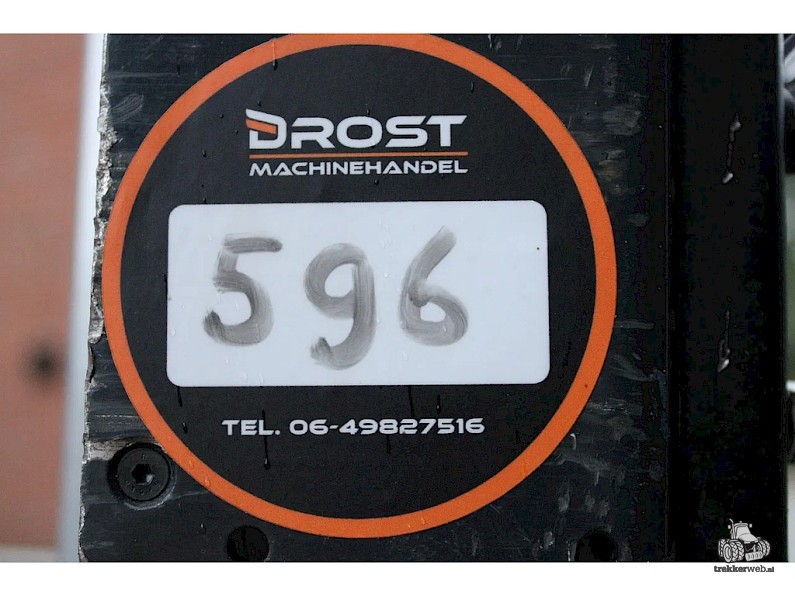 DROST
MACHINEHANDEL
596
TEL. 06-49827516
trekkerweb.nl